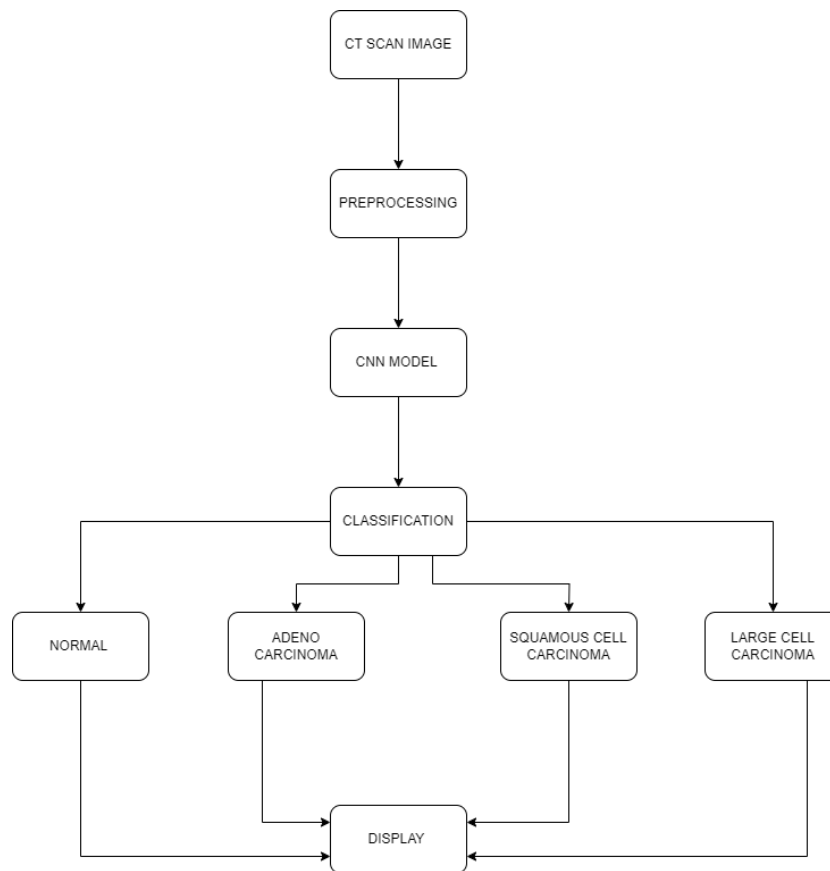 CT SCAN IMAGE
PREPROCESSING
CNN MODEL
CLASSIFICATION
NORMAL
ADENO
CARCINOMA
SQUAMOUS CELL
CARCINOMA
LARGE CELL
CARCINOMA
DISPLAY